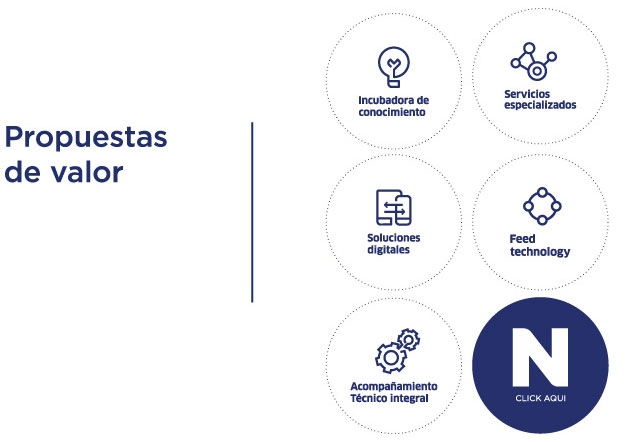 Propuestas
de valor
Incubadora de
conocimiento
Servicios
especializados
Soluciones
digitales
Feed
technology
Acompañamiento
Técnico integral
N
CLICK AQUI